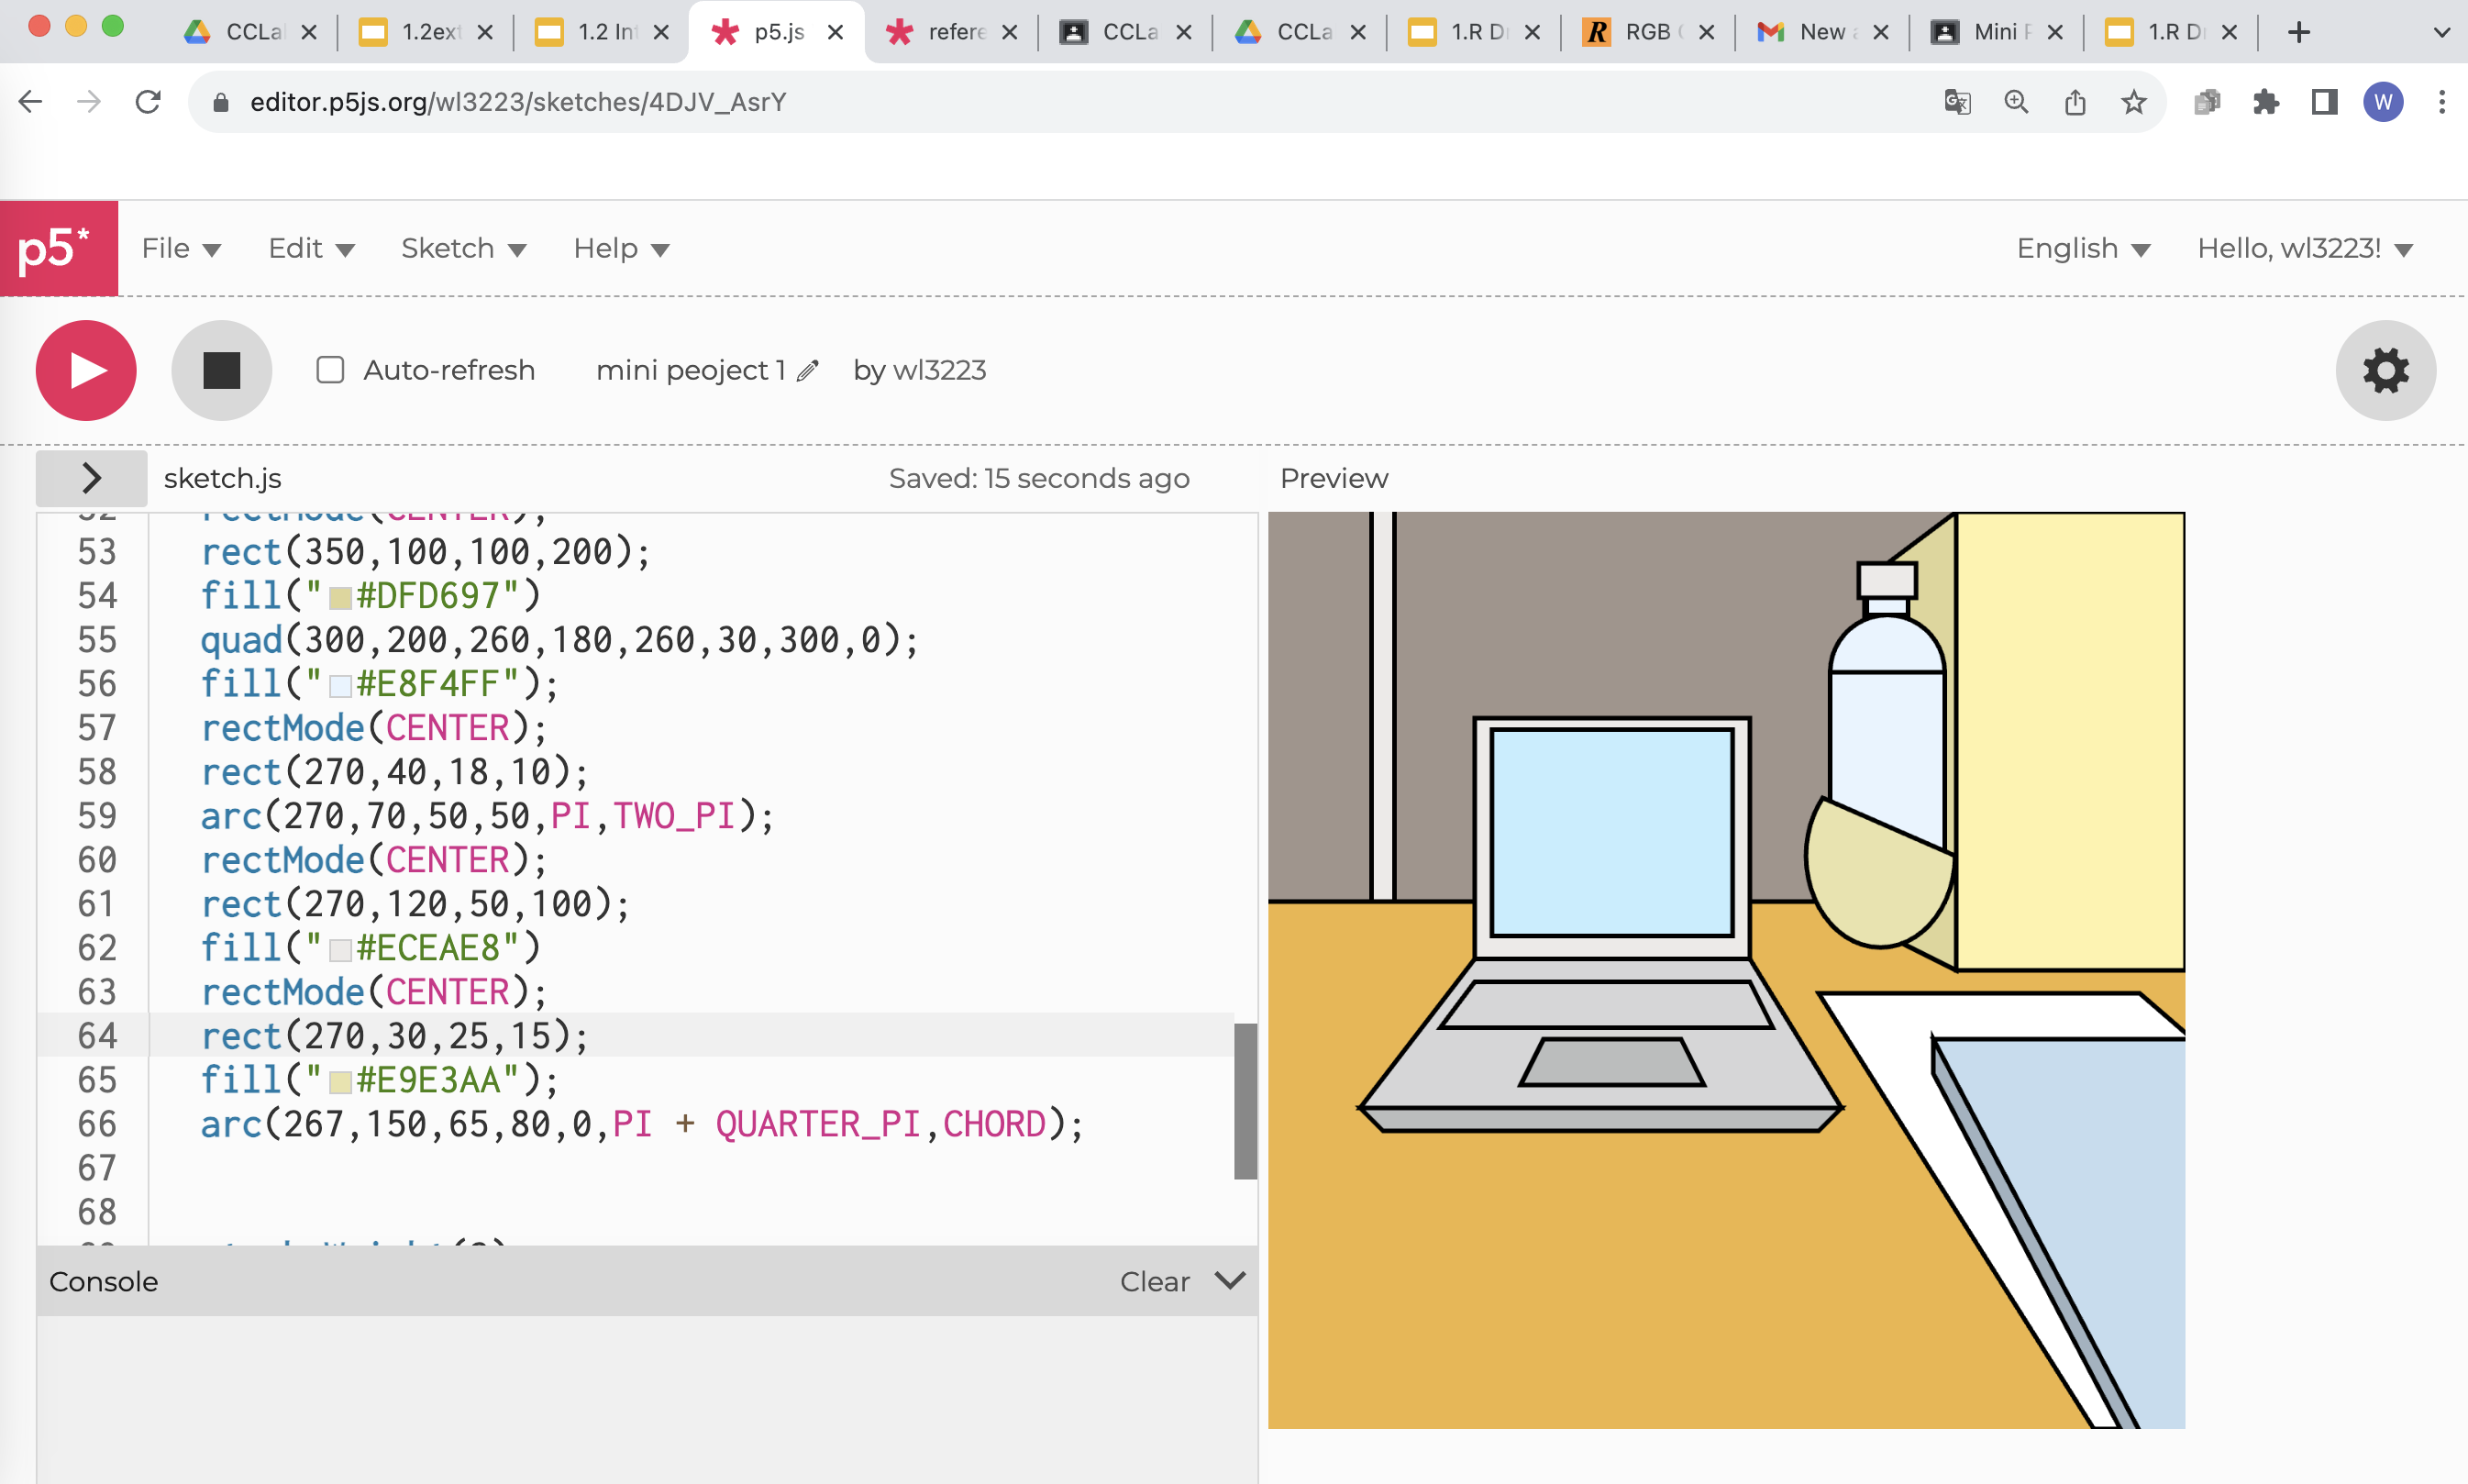 CCLa
1.2ext
1.2 Int
p5.js
refere
CCLa
CCLa
1.R D
RGB
New a
Mini P
1.R D
editor.p5js.org/wl3223/sketches/4DJV_AsrY
W
p5*
File
Edit
Sketch
Help
English
Hello, wl3223!
Auto-refresh
mini peoject 1
by wl3223
sketch.js
Saved: 15 seconds ago
Preview
52 rectMode(CENTER);
53 rect(350,100,100,200);
54 fill("#DFD697")
55 quad(300,200,260,180,260,30,300,0);
56 fill("#E8F4FF");
57 rectMode(CENTER);
58 rect(270,40,18,10);
59 arc(270,70,50,50,PI,TWO_PI);
60 rectMode(CENTER);
61 rect(270,120,50,100);
62 fill("#ECEAE8")
63 rectMode(CENTER);
64 rect(270,30,25,15);
65 fill("#E9E3AA");
66 arc(267,150,65,80,0,PI + QUARTER_PI,CHORD);
67
68
Console
Clear